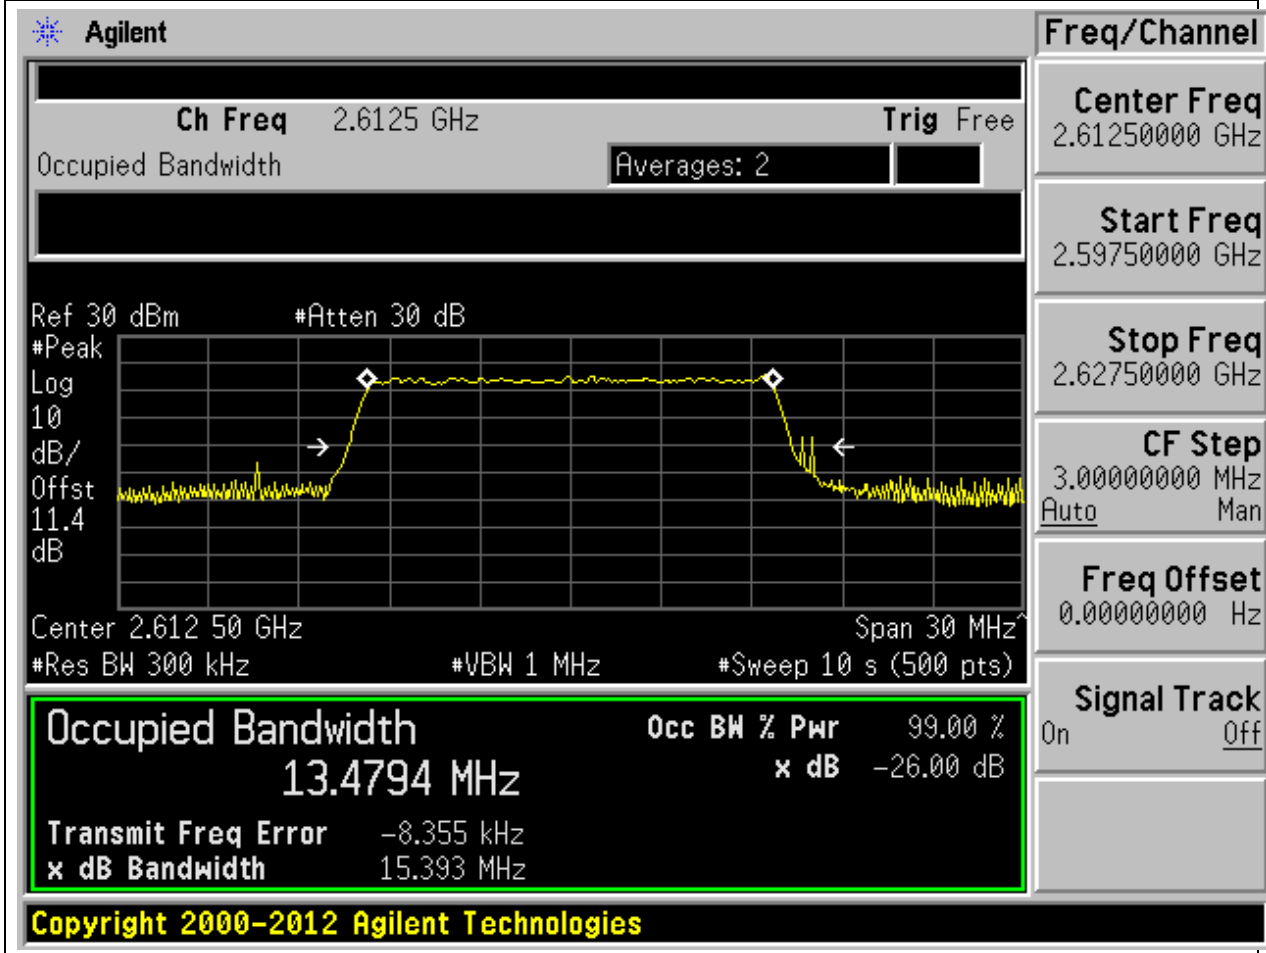 Agilent
Freq/Channel
Ch Freq 2.6125 GHz Trig Free
Occupied Bandwidth Averages: 2
Center Freq
2.61250000 GHz
Start Freq
2.59750000 GHz
Stop Freq
2.62750000 GHz
CF Step
3.00000000 MHz
Auto Man
Freq Offset
0.00000000 Hz
Signal Track
On Off
Ref 30 dBm #Atten 30 dB
#Peak
Log
10
dB/
Offst
11.4
dB
Center 2.612 50 GHz Span 30 MHz^
#Res BW 300 kHz #VBW 1 MHz #Sweep 10 s (500 pts)
Occupied Bandwidth Occ BW % Pwr 99.00 %
13.4794 MHz x dB -26.00 dB
Transmit Freq Error -8.355 kHz
x dB Bandwidth 15.393 MHz
Copyright 2000-2012 Agilent Technologies